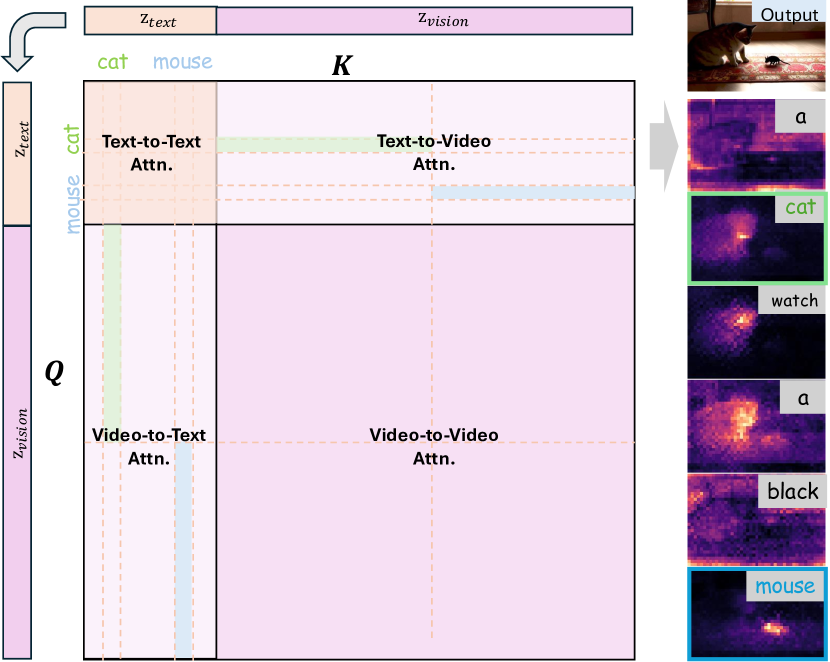 z_text
z_vision
Output
cat
mouse
K
z_text
cat
mouse
Text-to-Text
Attn.
Text-to-Video
Attn.
a
cat
watch
Q
z_vision
Video-to-Text
Attn.
Video-to-Video
Attn.
a
black
mouse